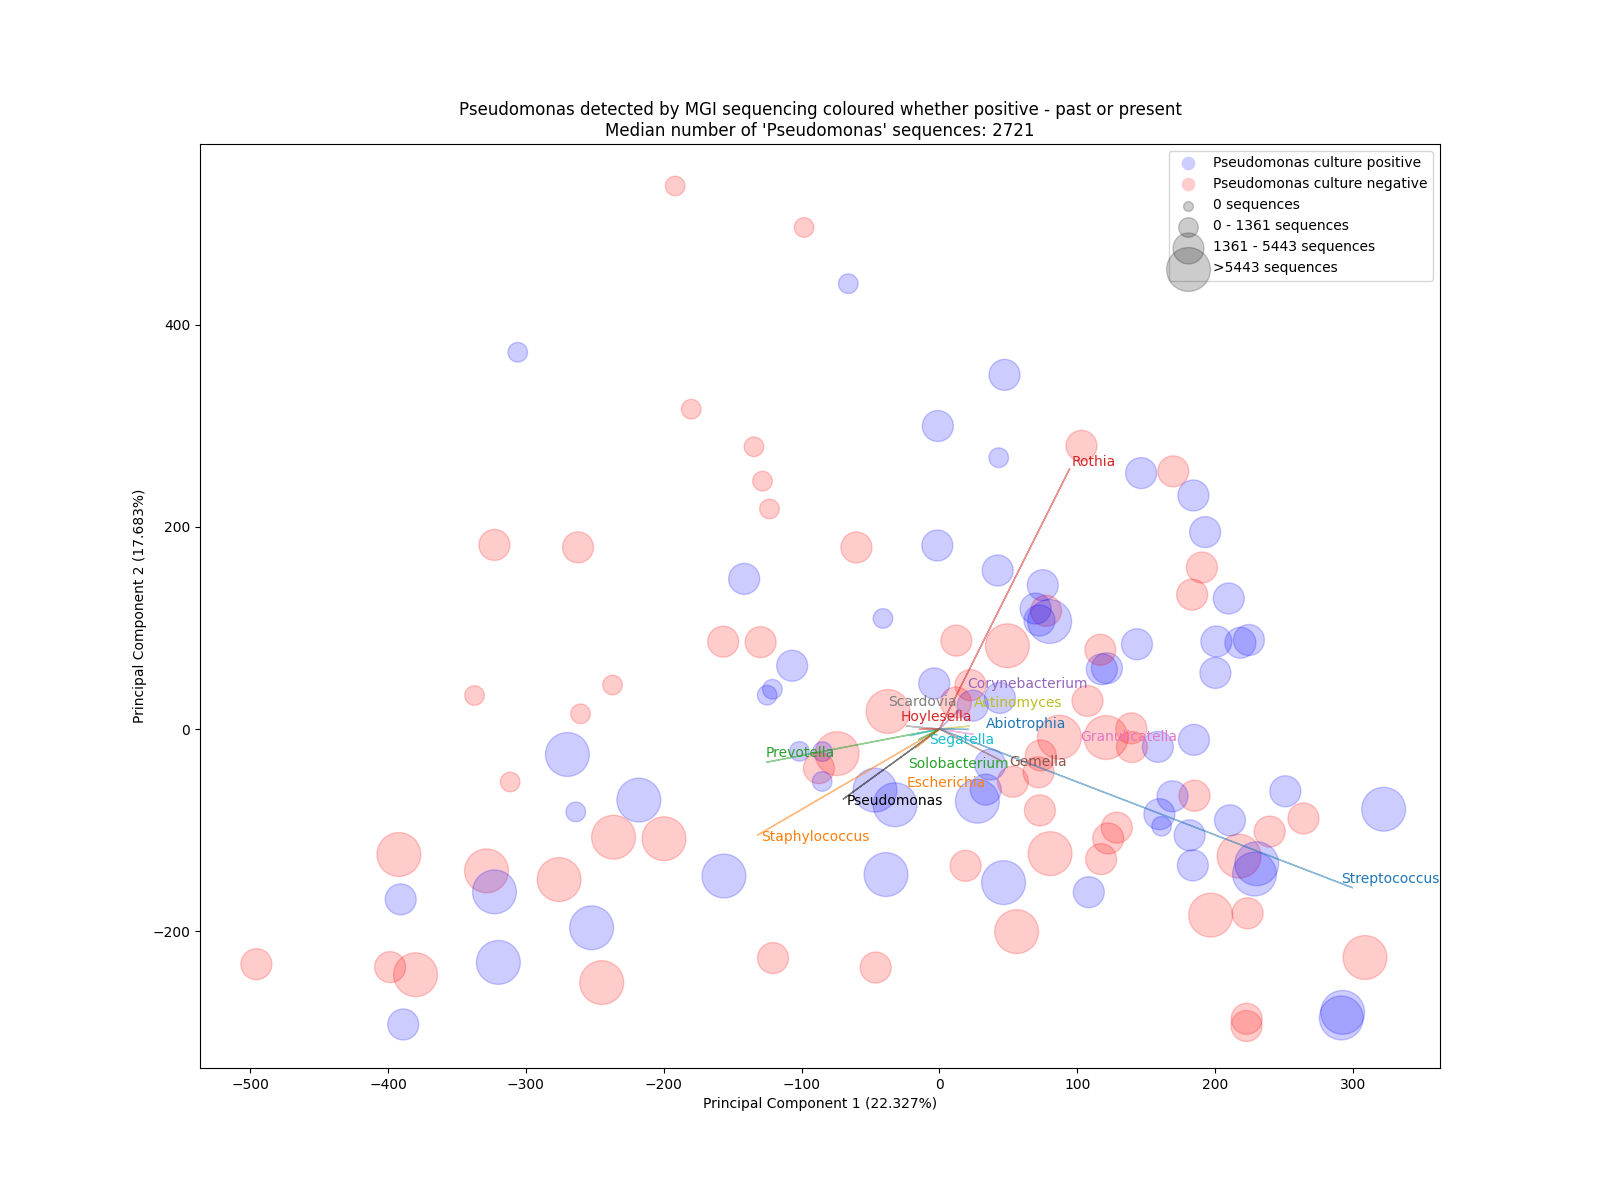 Pseudomonas detected by MGI sequencing coloured whether positive - past or present
Median number of 'Pseudomonas' sequences: 2721
Pseudomonas culture positive
Pseudomonas culture negative
0 sequences
0 - 1361 sequences
1361 - 5443 sequences
>5443 sequences
400
200
0
−200
Principal Component 2 (17.683%)
Rothia
Corynebacterium
Scardovia
Actinomyces
Hoylesella
Abiotrophia
Granulicatella
Segatella
Prevotella
Solobacterium
Gemella
Escherichia
Pseudomonas
Staphylococcus
Streptococcus
−500
−400
−300
−200
−100
0
100
200
300
Principal Component 1 (22.327%)